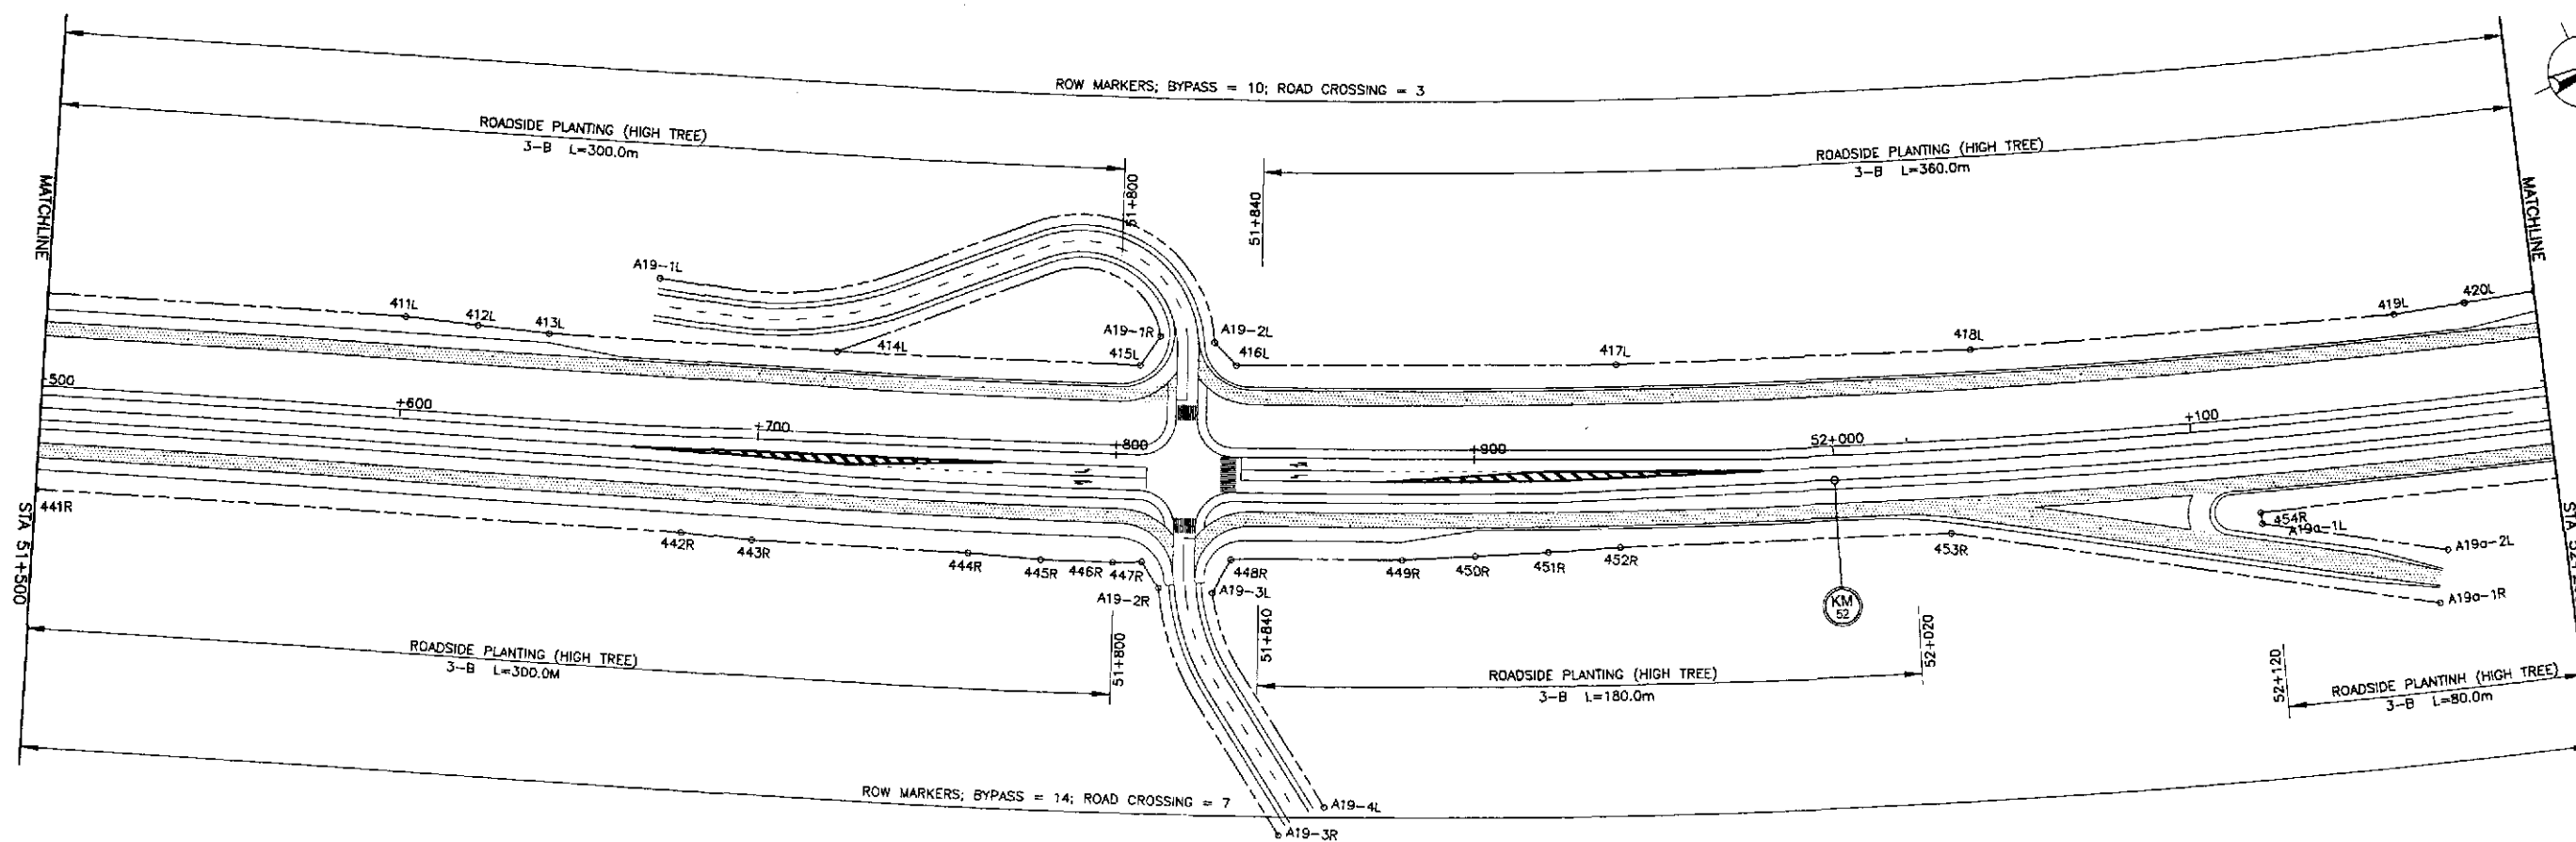 ROW MARKERS; BYPASS = 10; ROAD CROSSING = 3
ROADSIDE PLANTING (HIGH TREE)
3-B L=300.0m
ROADSIDE PLANTING (HIGH TREE)
3-B L=360.0m
MATCHLINE
MATCHLINE
51+800
51+840
A19-1L
411L
412L
413L
414L
A19-1R
415L
A19-2L
416L
417L
418L
419L
420L
+500
+600
+700
+800
+900
52+000
+100
441R
442R
443R
444R
445R
446R
447R
A19-2R
448R
A19-3L
449R
450R
451R
452R
453R
454R
A19a-1L
A19a-2L
A19a-1R
KM
52
STA 51+500
51+800
51+840
52+020
52+120
ROADSIDE PLANTING (HIGH TREE)
3-B L=300.0M
ROADSIDE PLANTING (HIGH TREE)
3-B L=180.0m
ROADSIDE PLANTINH (HIGH TREE)
3-B L=80.0m
ROW MARKERS; BYPASS = 14; ROAD CROSSING = 7
A19-4L
A19-3R